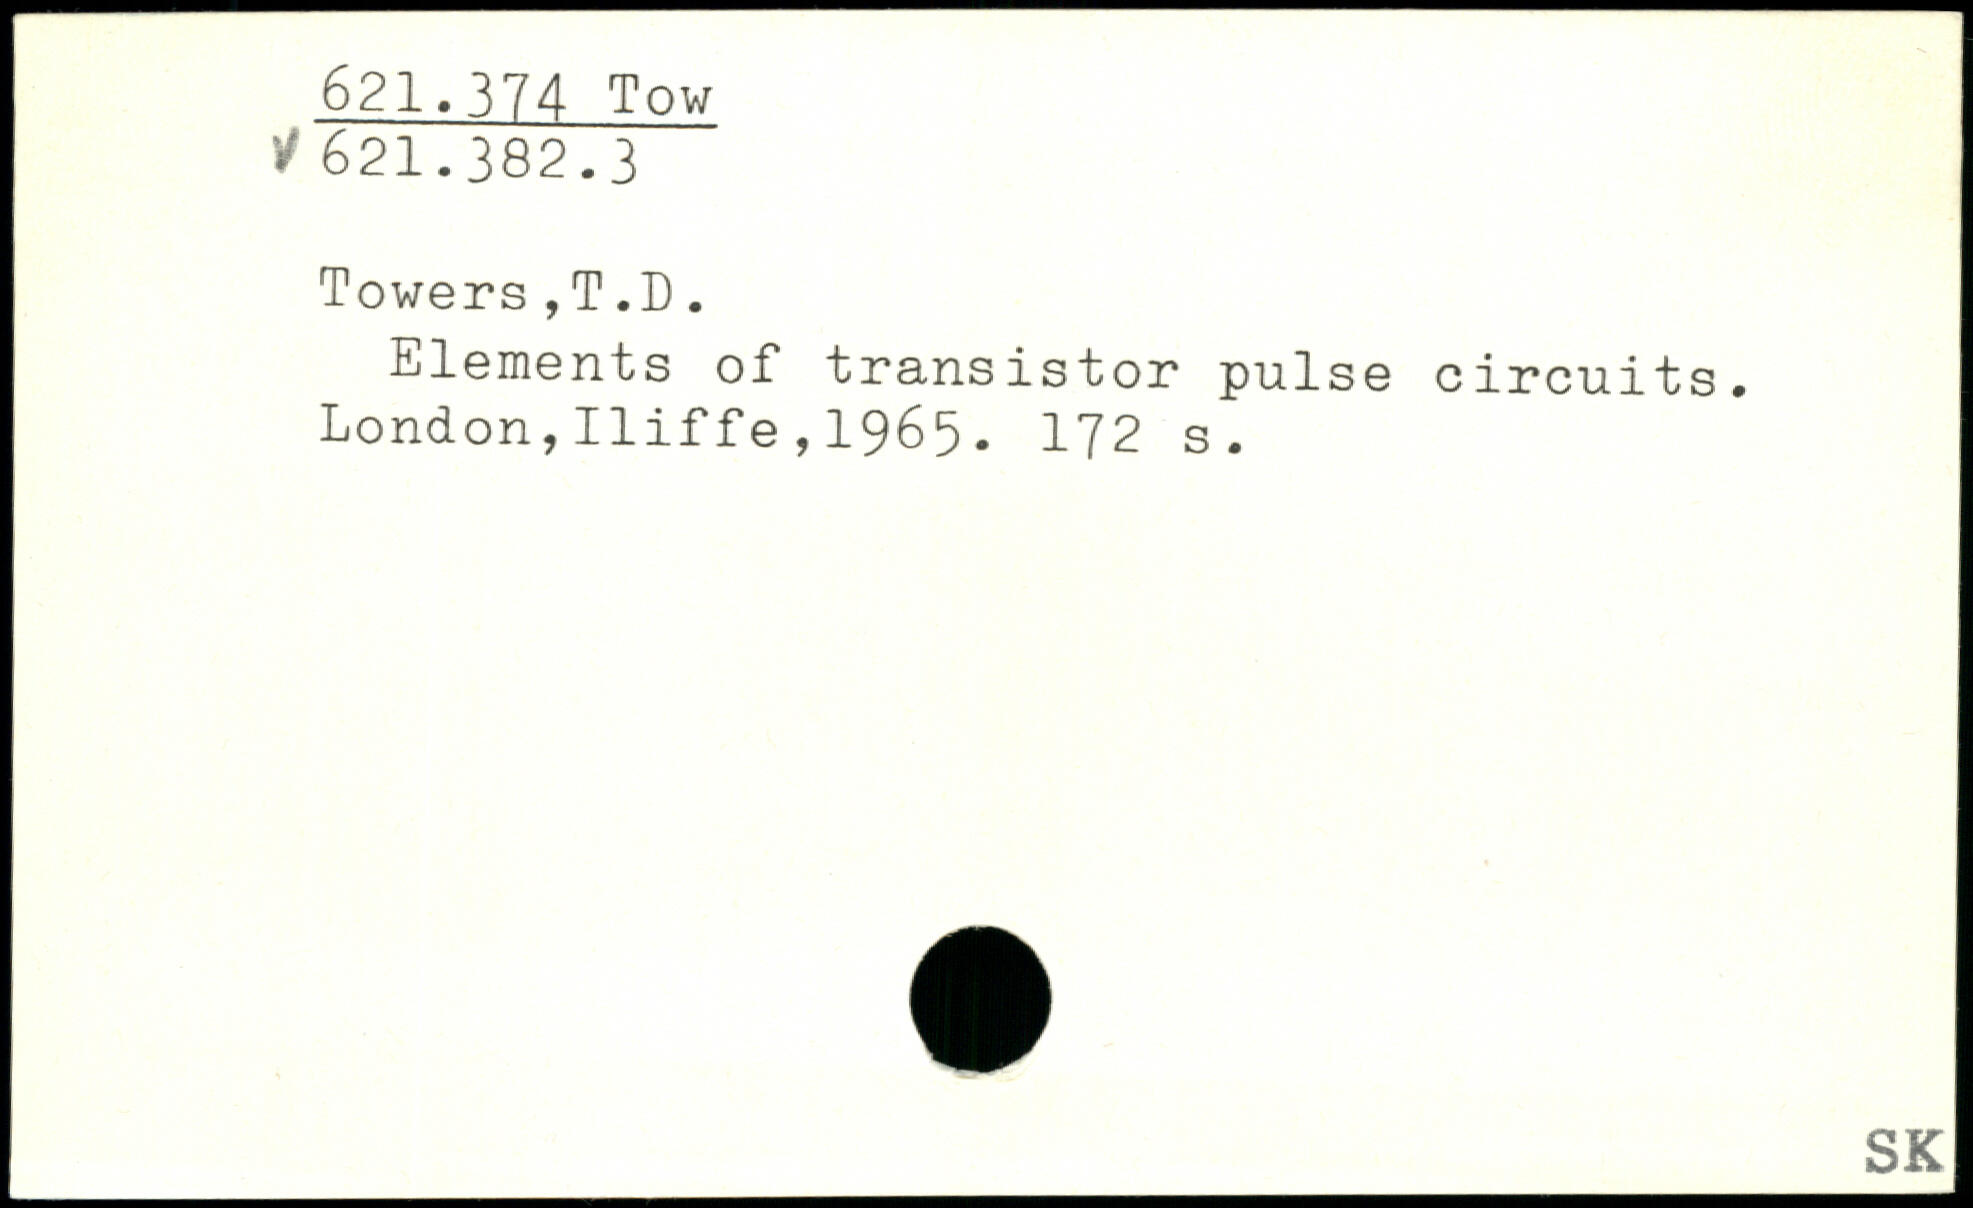 621.374 Tow
✓ 621.382.3
Towers,T.D.
Elements of transistor pulse circuits.
London,Iliffe,1965. 172 s.
SK